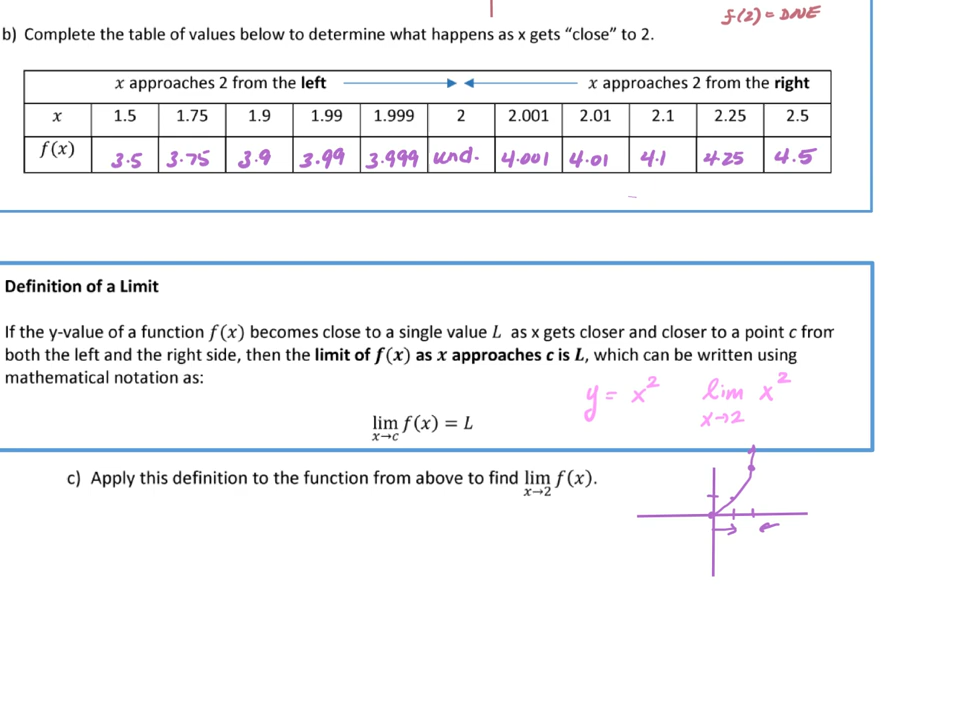 f(2) = DNE
b) Complete the table of values below to determine what happens as x gets “close” to 2.
x approaches 2 from the left x approaches 2 from the right
x 1.5 1.75 1.9 1.99 1.999 2 2.001 2.01 2.1 2.25 2.5
f(x) 3.5 3.75 3.9 3.99 3.999 und. 4.001 4.01 4.1 4.25 4.5
Definition of a Limit
If the y-value of a function f(x) becomes close to a single value L as x gets closer and closer to a point c from
both the left and the right side, then the limit of f(x) as x approaches c is L, which can be written using
mathematical notation as:
y = x² lim x²
x→2
lim f(x) = L
x→c
c) Apply this definition to the function from above to find lim f(x).
x→2